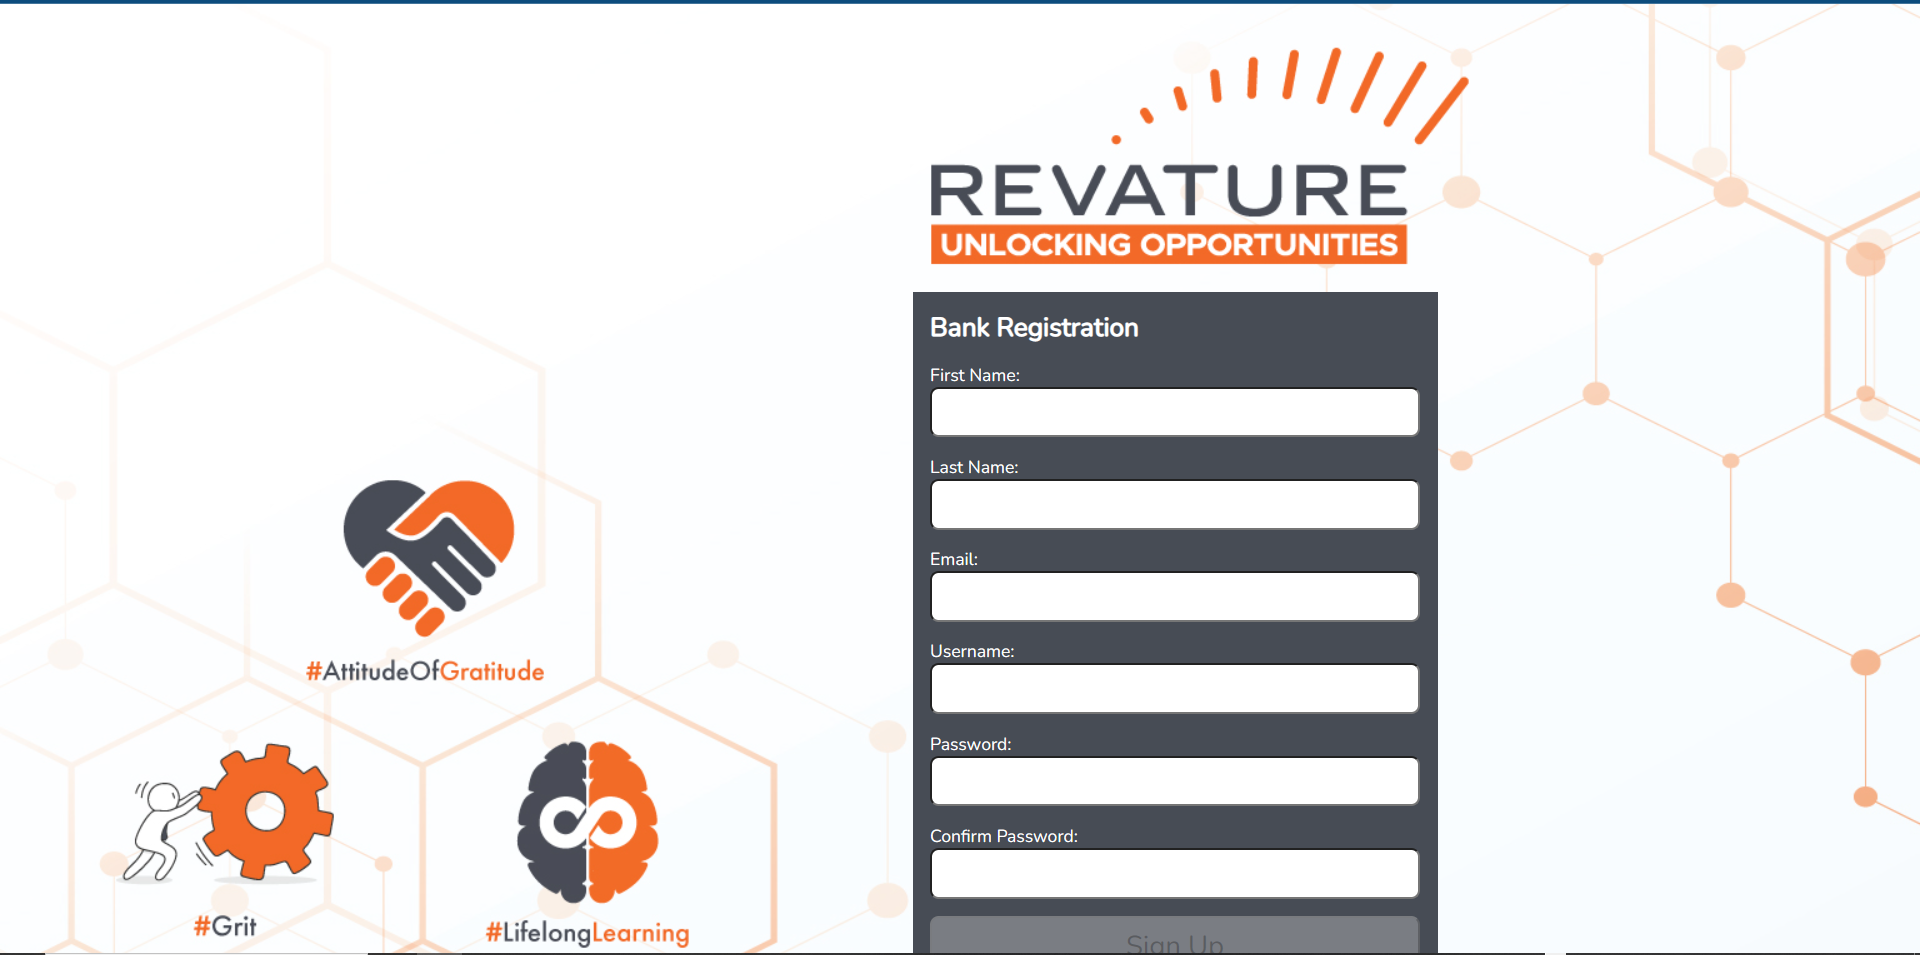 REVATURE
UNLOCKING OPPORTUNITIES
Bank Registration
First Name:
Last Name:
Email:
Username:
Password:
Confirm Password:
Sign Up
#AttitudeOfGratitude
#Grit
#LifelongLearning